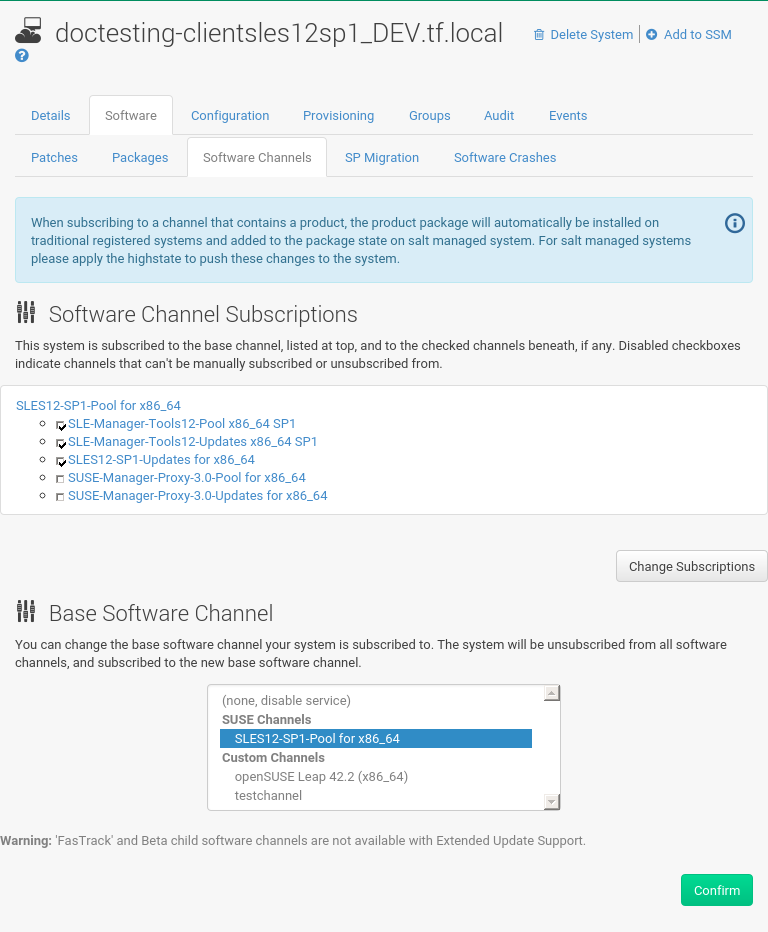 doctesting-clientsles12sp1_DEV.tf.local
Delete System
Add to SSM
Details
Software
Configuration
Provisioning
Groups
Audit
Events
Patches
Packages
Software Channels
SP Migration
Software Crashes
When subscribing to a channel that contains a product, the product package will automatically be installed on
traditional registered systems and added to the package state on salt managed system. For salt managed systems
please apply the highstate to push these changes to the system.
Software Channel Subscriptions
This system is subscribed to the base channel, listed at top, and to the checked channels beneath, if any. Disabled checkboxes
indicate channels that can't be manually subscribed or unsubscribed from.
SLES12-SP1-Pool for x86_64
SLE-Manager-Tools12-Pool x86_64 SP1
SLE-Manager-Tools12-Updates x86_64 SP1
SLES12-SP1-Updates for x86_64
SUSE-Manager-Proxy-3.0-Pool for x86_64
SUSE-Manager-Proxy-3.0-Updates for x86_64
Change Subscriptions
Base Software Channel
You can change the base software channel your system is subscribed to. The system will be unsubscribed from all software
channels, and subscribed to the new base software channel.
(none, disable service)
SUSE Channels
SLES12-SP1-Pool for x86_64
Custom Channels
openSUSE Leap 42.2 (x86_64)
testchannel
Warning: 'FasTrack' and Beta child software channels are not available with Extended Update Support.
Confirm